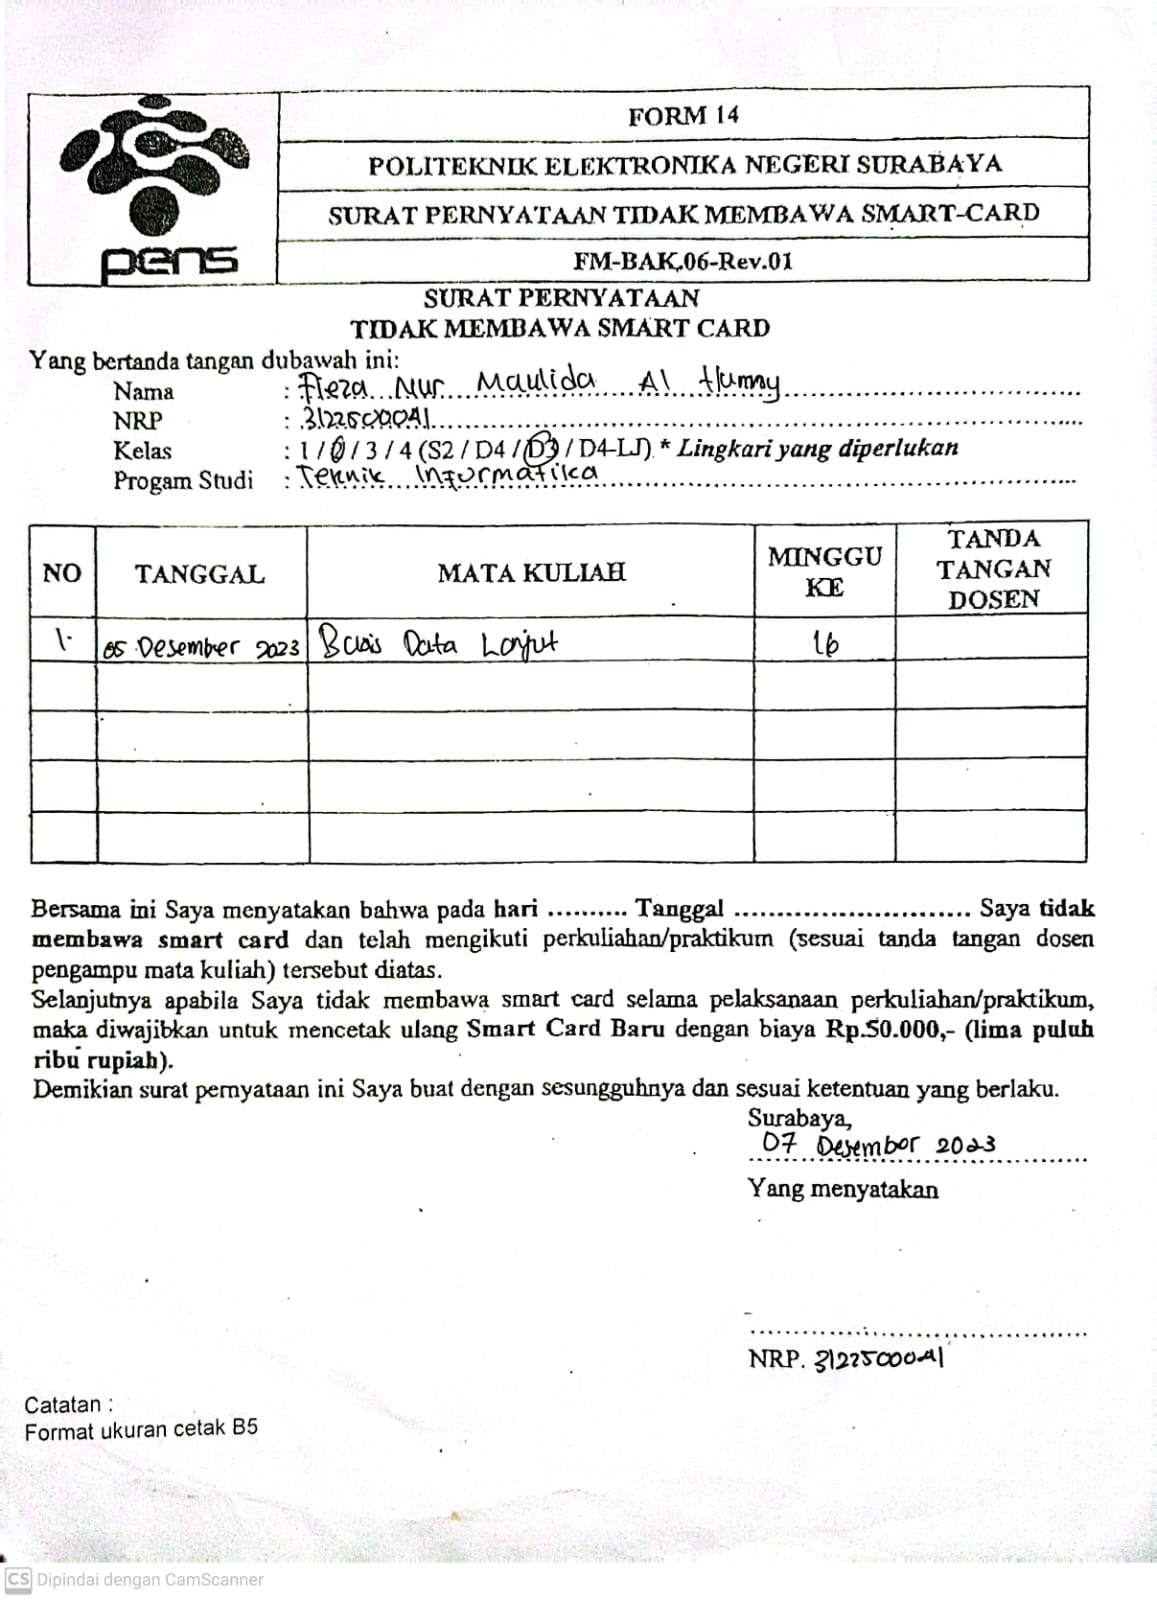 FORM 14
POLITEKNIK ELEKTRONIKA NEGERI SURABAYA
SURAT PERNYATAAN TIDAK MEMBAWA SMART-CARD
pens
FM-BAK.06-Rev.01
SURAT PERNYATAAN
TIDAK MEMBAWA SMART CARD
Yang bertanda tangan dubawah ini:
Nama : Fieza Nur Maulida Al Humny
NRP : 3122500041
Kelas : 1 / 2 / 3 / 4 (S2 / D4 / D3 / D4-LJ) * Lingkari yang diperlukan
Progam Studi : Teknik Informatika
NO TANGGAL MATA KULIAH MINGGU KE TANDA TANGAN DOSEN
1. 05 Desember 2023 Basis Data Lanjut 16
Bersama ini Saya menyatakan bahwa pada hari .......... Tanggal ............................ Saya tidak
membawa smart card dan telah mengikuti perkuliahan/praktikum (sesuai tanda tangan dosen
pengampu mata kuliah) tersebut diatas.
Selanjutnya apabila Saya tidak membawa smart card selama pelaksanaan perkuliahan/praktikum,
maka diwajibkan untuk mencetak ulang Smart Card Baru dengan biaya Rp.50.000,- (lima puluh
ribu rupiah).
Demikian surat pernyataan ini Saya buat dengan sesungguhnya dan sesuai ketentuan yang berlaku.
Surabaya,
07 Desember 2023
Yang menyatakan
NRP. 3122500041
Catatan :
Format ukuran cetak B5
CS Dipindai dengan CamScanner